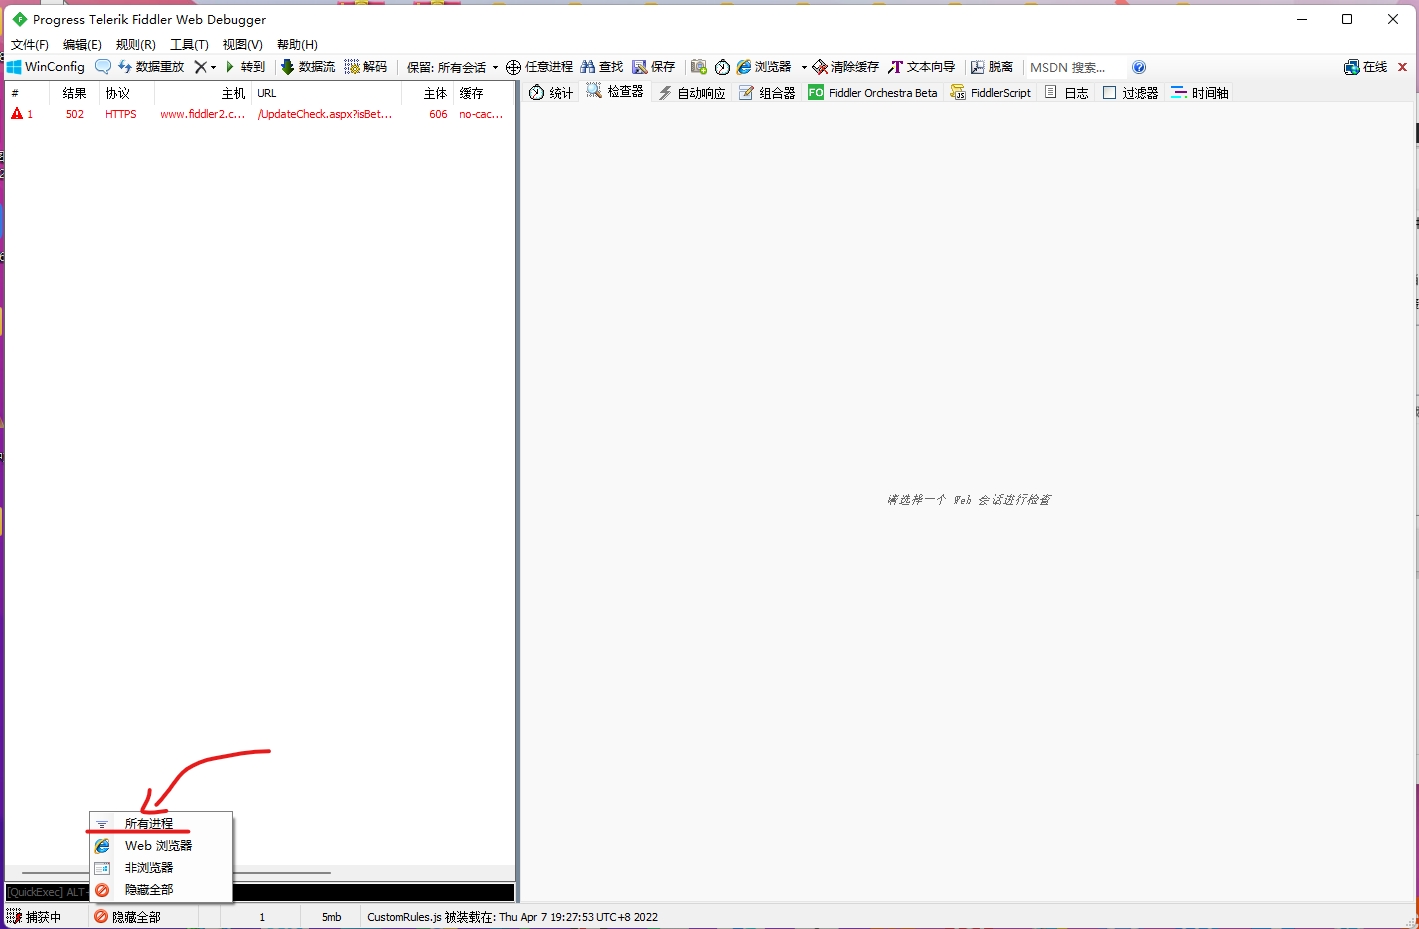 Progress Telerik Fiddler Web Debugger
文件(F) 编辑(E) 规则(R) 工具(T) 视图(V) 帮助(H)
WinConfig 数据重放 转到 数据流 解码 保留: 所有会话 任意进程 查找 保存 浏览器 清除缓存 文本向导 脱离 MSDN 搜索... 在线
# 结果 协议 主机 URL 主体 缓存
统计 检查器 自动响应 组合器 FO Fiddler Orchestra Beta FiddlerScript 日志 过滤器 时间轴
1 502 HTTPS www.fiddler2.c... /UpdateCheck.aspx?isBet... 606 no-cac...
请选择一个 Web 会话进行检查
所有进程
Web 浏览器
非浏览器
隐藏全部
[QuickExec] ALT
捕获中 隐藏全部 1 5mb CustomRules.js 被装载在: Thu Apr 7 19:27:53 UTC+8 2022